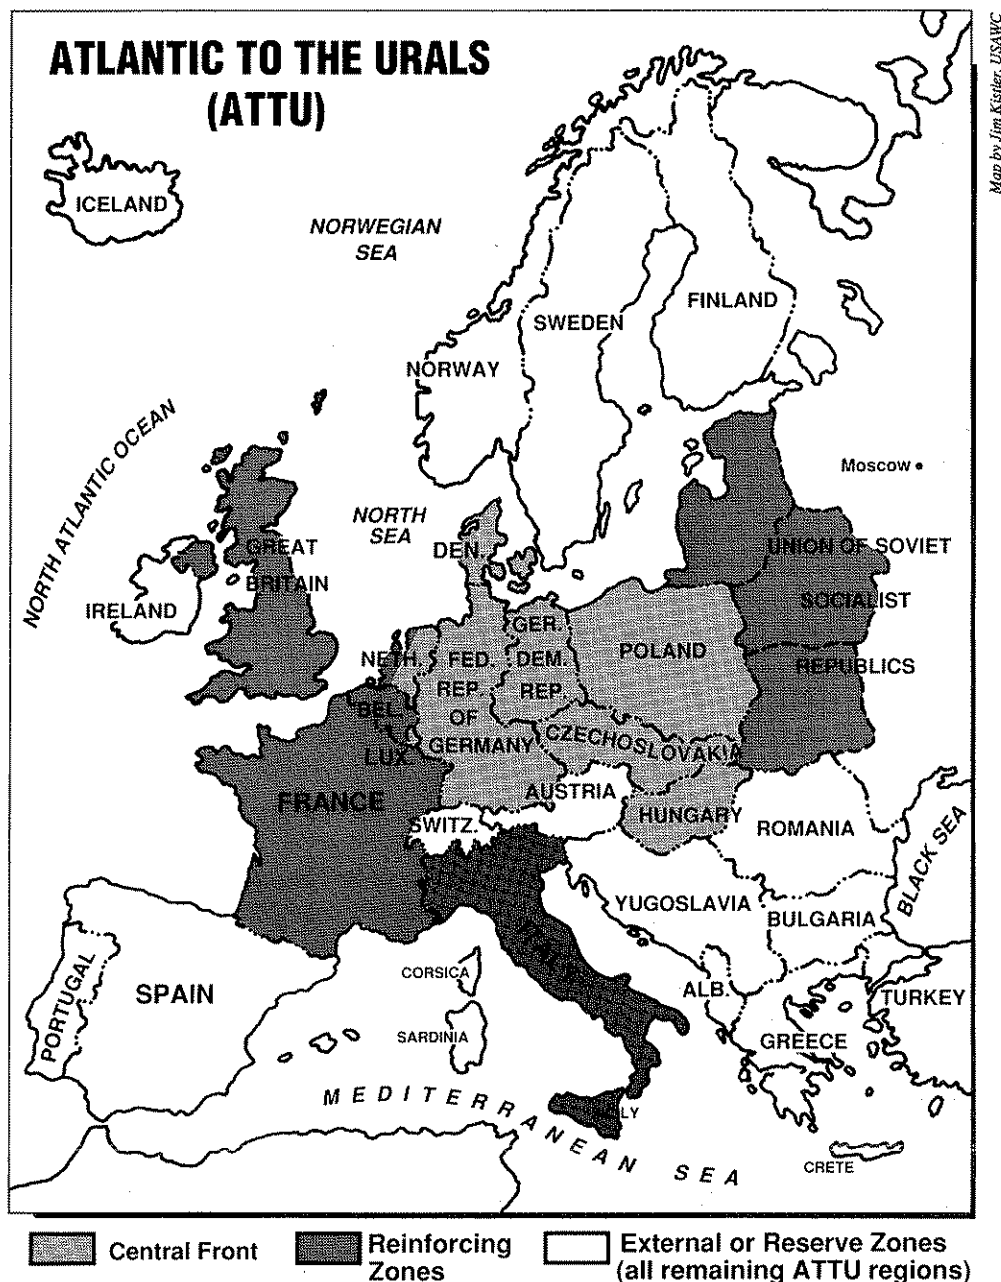 ATLANTIC TO THE URALS
(ATTU)
Map by Jim Kistler, USAWC
ICELAND
NORWEGIAN
SEA
FINLAND
SWEDEN
NORWAY
NORTH ATLANTIC OCEAN
Moscow
NORTH
SEA
DEN.
GREAT
BRITAIN
IRELAND
UNION OF SOVIET
SOCIALIST
REPUBLICS
NETH.
FED.
REP.
OF
GERMANY
GER.
DEM.
REP.
POLAND
BEL.
LUX.
CZECHOSLOVAKIA
FRANCE
AUSTRIA
HUNGARY
SWITZ.
ROMANIA
BLACK SEA
YUGOSLAVIA
BULGARIA
ITALY
CORSICA
ALB.
TURKEY
PORTUGAL
SPAIN
SARDINIA
GREECE
MEDITERRANEAN SEA
LY
CRETE
Central Front
Reinforcing
Zones
External or Reserve Zones
(all remaining ATTU regions)